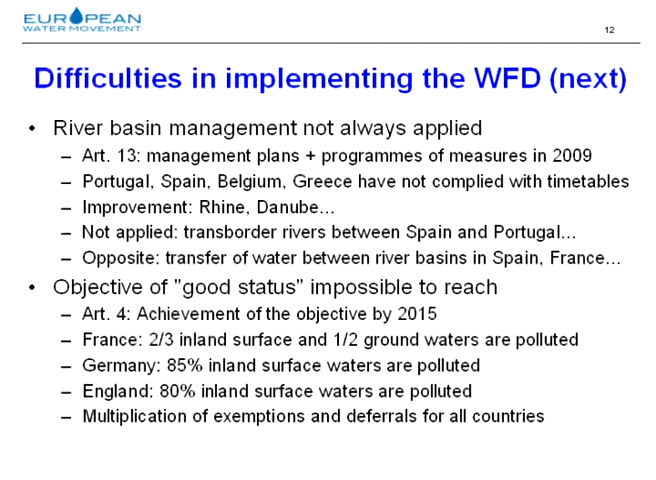 EUROPEAN
WATER MOVEMENT
12
Difficulties in implementing the WFD (next)
• River basin management not always applied
– Art. 13: management plans + programmes of measures in 2009
– Portugal, Spain, Belgium, Greece have not complied with timetables
– Improvement: Rhine, Danube...
– Not applied: transborder rivers between Spain and Portugal...
– Opposite: transfer of water between river basins in Spain, France...
• Objective of "good status" impossible to reach
– Art. 4: Achievement of the objective by 2015
– France: 2/3 inland surface and 1/2 ground waters are polluted
– Germany: 85% inland surface waters are polluted
– England: 80% inland surface waters are polluted
– Multiplication of exemptions and deferrals for all countries